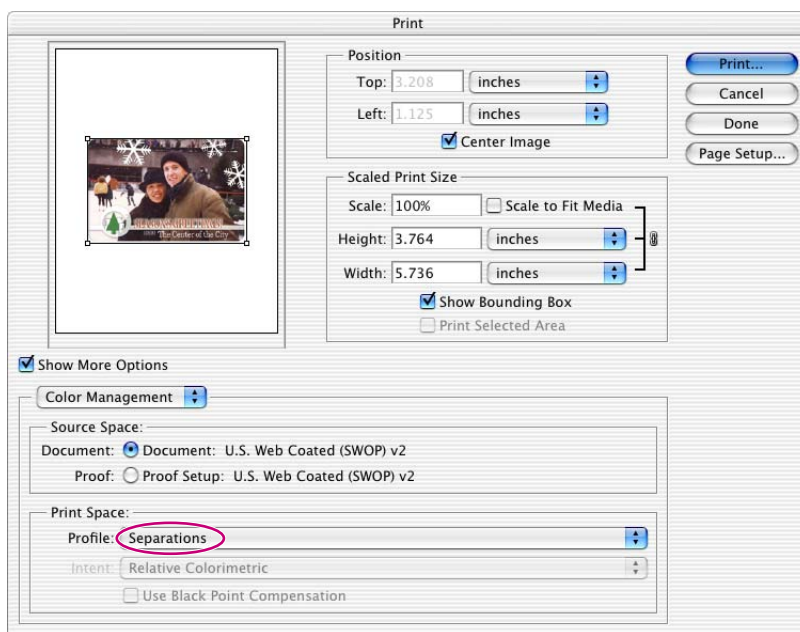 Print
Position
Top: 3.208 inches
Left: 1.125 inches
Center Image
Print...
Cancel
Done
Page Setup...
Scaled Print Size
Scale: 100% Scale to Fit Media
Height: 3.764 inches
Width: 5.736 inches
Show Bounding Box
Print Selected Area
SEASONS GREETINGS
The Center of the City
Show More Options
Color Management
Source Space:
Document: Document: U.S. Web Coated (SWOP) v2
Proof: Proof Setup: U.S. Web Coated (SWOP) v2
Print Space:
Profile: Separations
Intent: Relative Colorimetric
Use Black Point Compensation